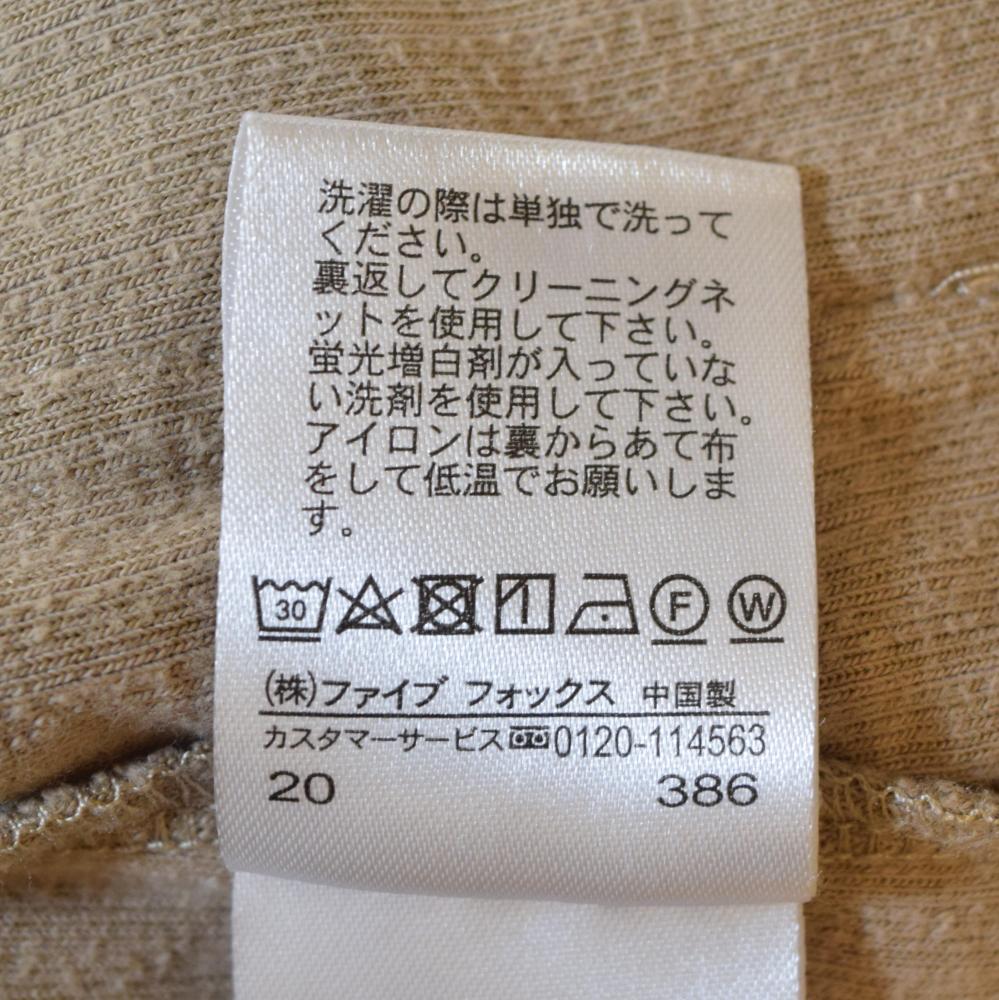 洗濯の際は単独で洗って
ください。
裏返してクリーニングネ
ットを使用して下さい。
蛍光増白剤が入っていな
い洗剤を使用して下さい。
アイロンは裏からあて布
をして低温でお願いしま
す。
30 F W
(株)ファイブ フォックス 中国製
カスタマーサービス 0120-114563
20 386